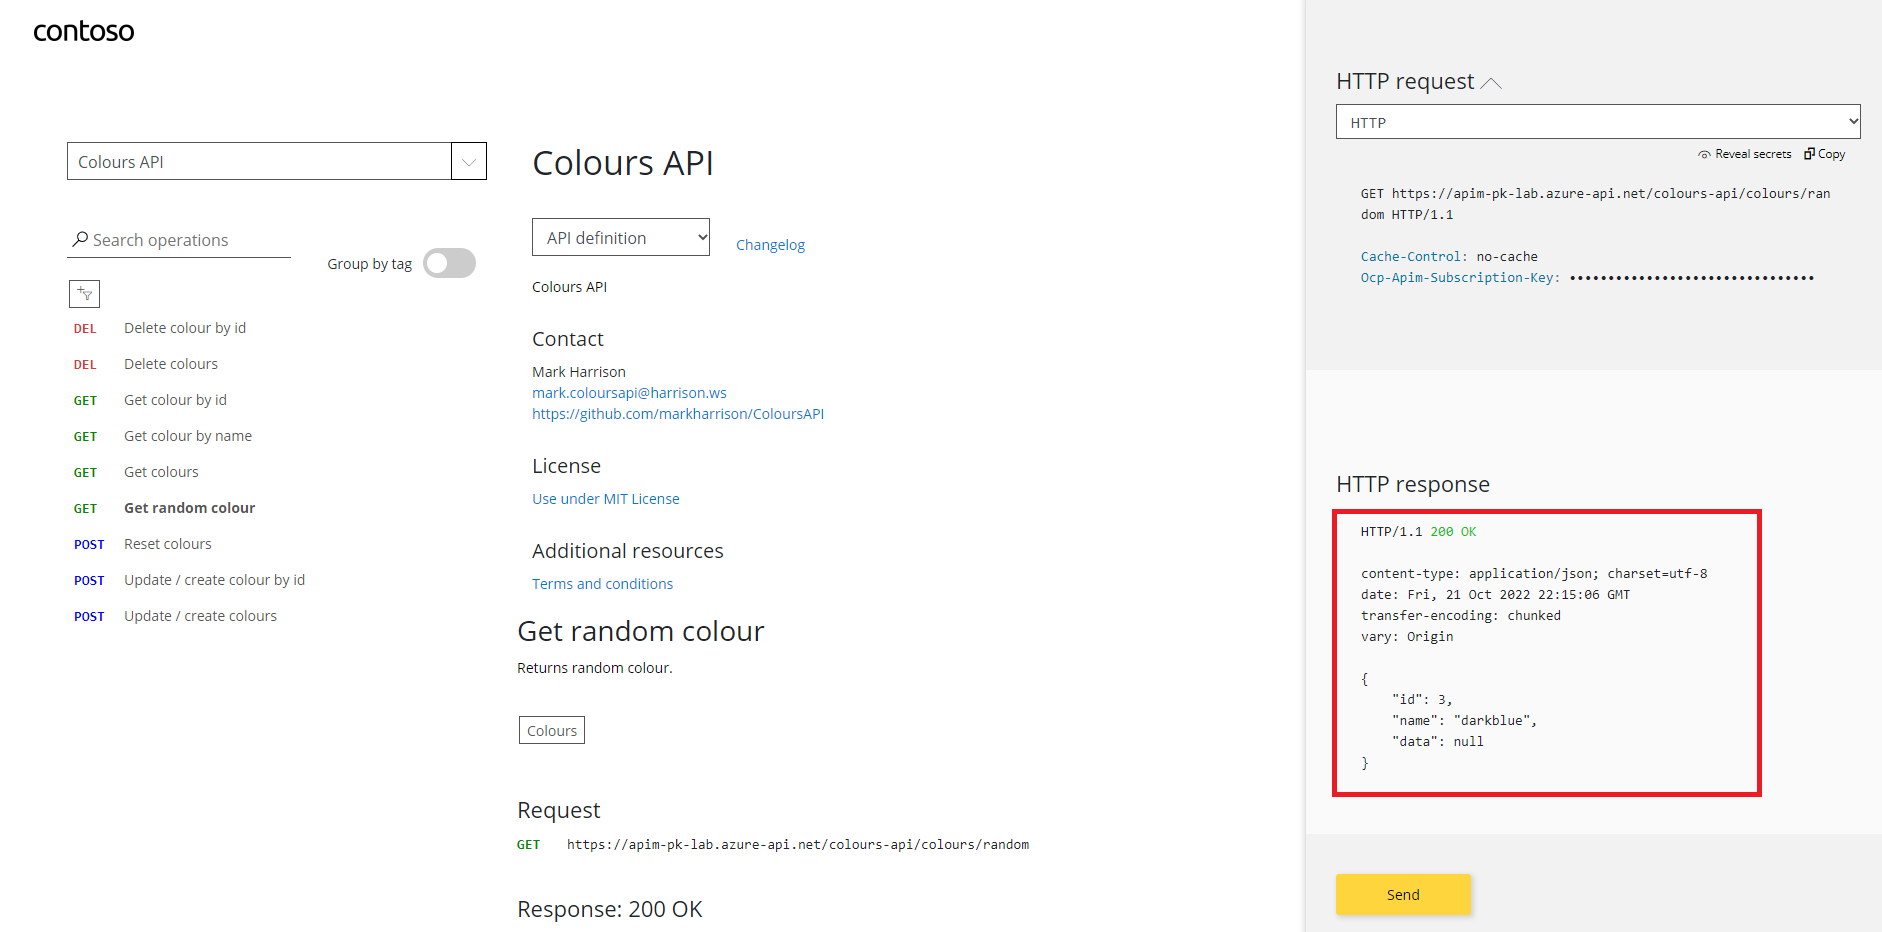 contoso
Colours API
Search operations
Group by tag
DEL Delete colour by id
DEL Delete colours
GET Get colour by id
GET Get colour by name
GET Get colours
GET Get random colour
POST Reset colours
POST Update / create colour by id
POST Update / create colours
Colours API
API definition
Changelog
Colours API
Contact
Mark Harrison
mark.coloursapi@harrison.ws
https://github.com/markharrison/ColoursAPI
License
Use under MIT License
Additional resources
Terms and conditions
Get random colour
Returns random colour.
Colours
Request
GET https://apim-pk-lab.azure-api.net/colours-api/colours/random
Response: 200 OK
HTTP request
HTTP
Reveal secrets Copy
GET https://apim-pk-lab.azure-api.net/colours-api/colours/ran
dom HTTP/1.1
Cache-Control: no-cache
Ocp-Apim-Subscription-Key: ••••••••••••••••••••••••••••••••
HTTP response
HTTP/1.1 200 OK
content-type: application/json; charset=utf-8
date: Fri, 21 Oct 2022 22:15:06 GMT
transfer-encoding: chunked
vary: Origin
{
"id": 3,
"name": "darkblue",
"data": null
}
Send